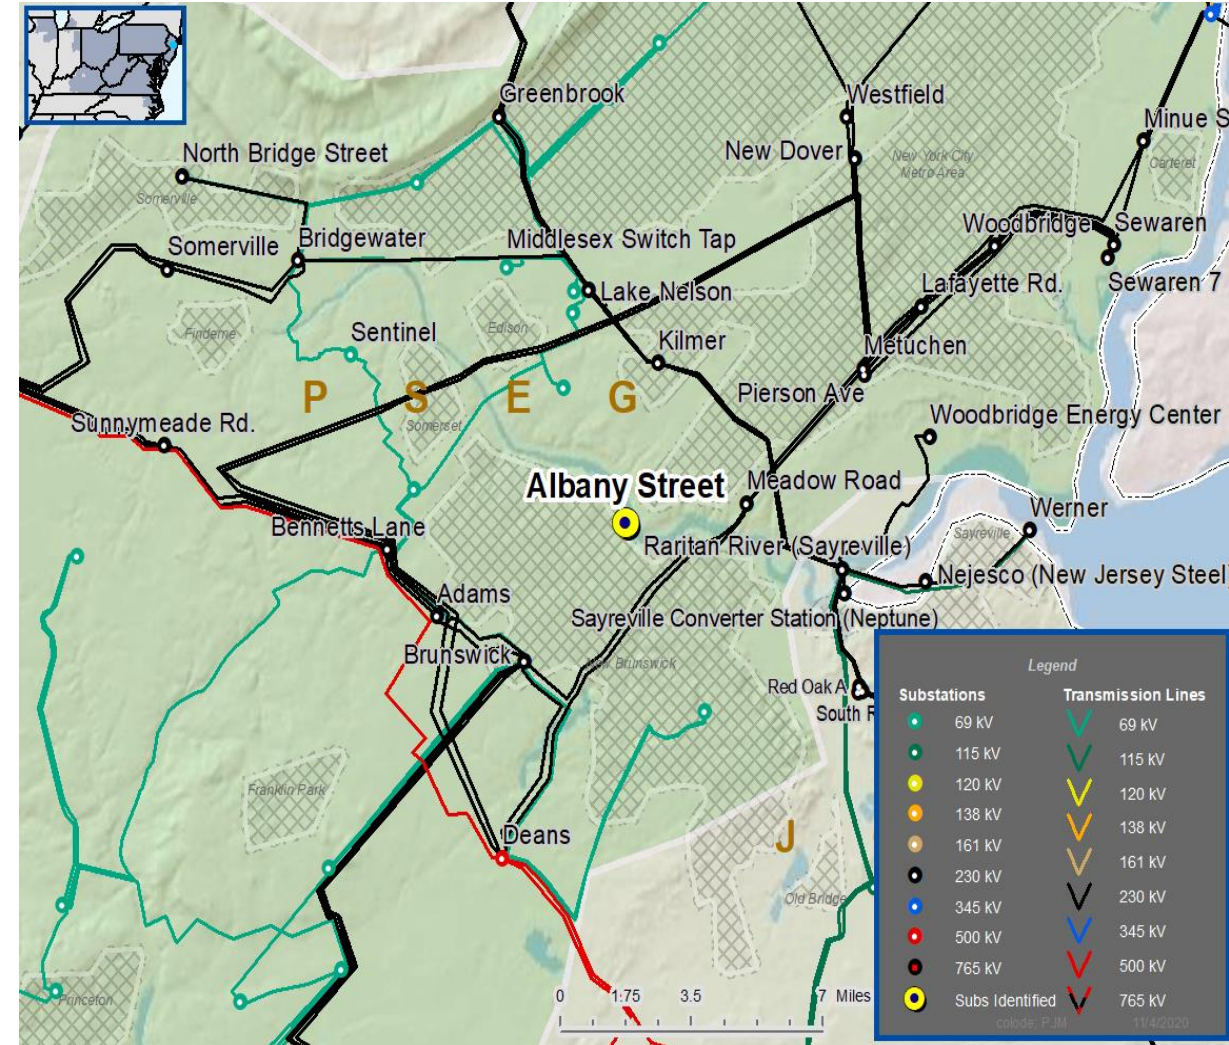 Greenbrook
Westfield
Minue S
North Bridge Street
New Dover
New York City
Metro Area
Carteret
Somerville
Somerville
Bridgewater
Middlesex Switch Tap
Woodbridge
Sewaren
Lake Nelson
Lafayette Rd.
Sewaren 7
Finderne
Sentinel
Edison
Kilmer
Metuchen
P S E G
Pierson Ave
Sunnymeade Rd.
Somerset
Woodbridge Energy Center
Albany Street
Meadow Road
Bennetts Lane
Werner
Raritan River (Sayreville)
Sayreville
Nejesco (New Jersey Steel)
Adams
Sayreville Converter Station (Neptune)
Brunswick
New Brunswick
Red Oak A
South R
Franklin Park
Deans
J
Old Bridge
Princeton
0 1.75 3.5 7 Miles
Legend
Substations Transmission Lines
69 kV 69 kV
115 kV 115 kV
120 kV 120 kV
138 kV 138 kV
161 kV 161 kV
230 kV 230 kV
345 kV 345 kV
500 kV 500 kV
765 kV 765 kV
Subs Identified
PJM 11/4/2020